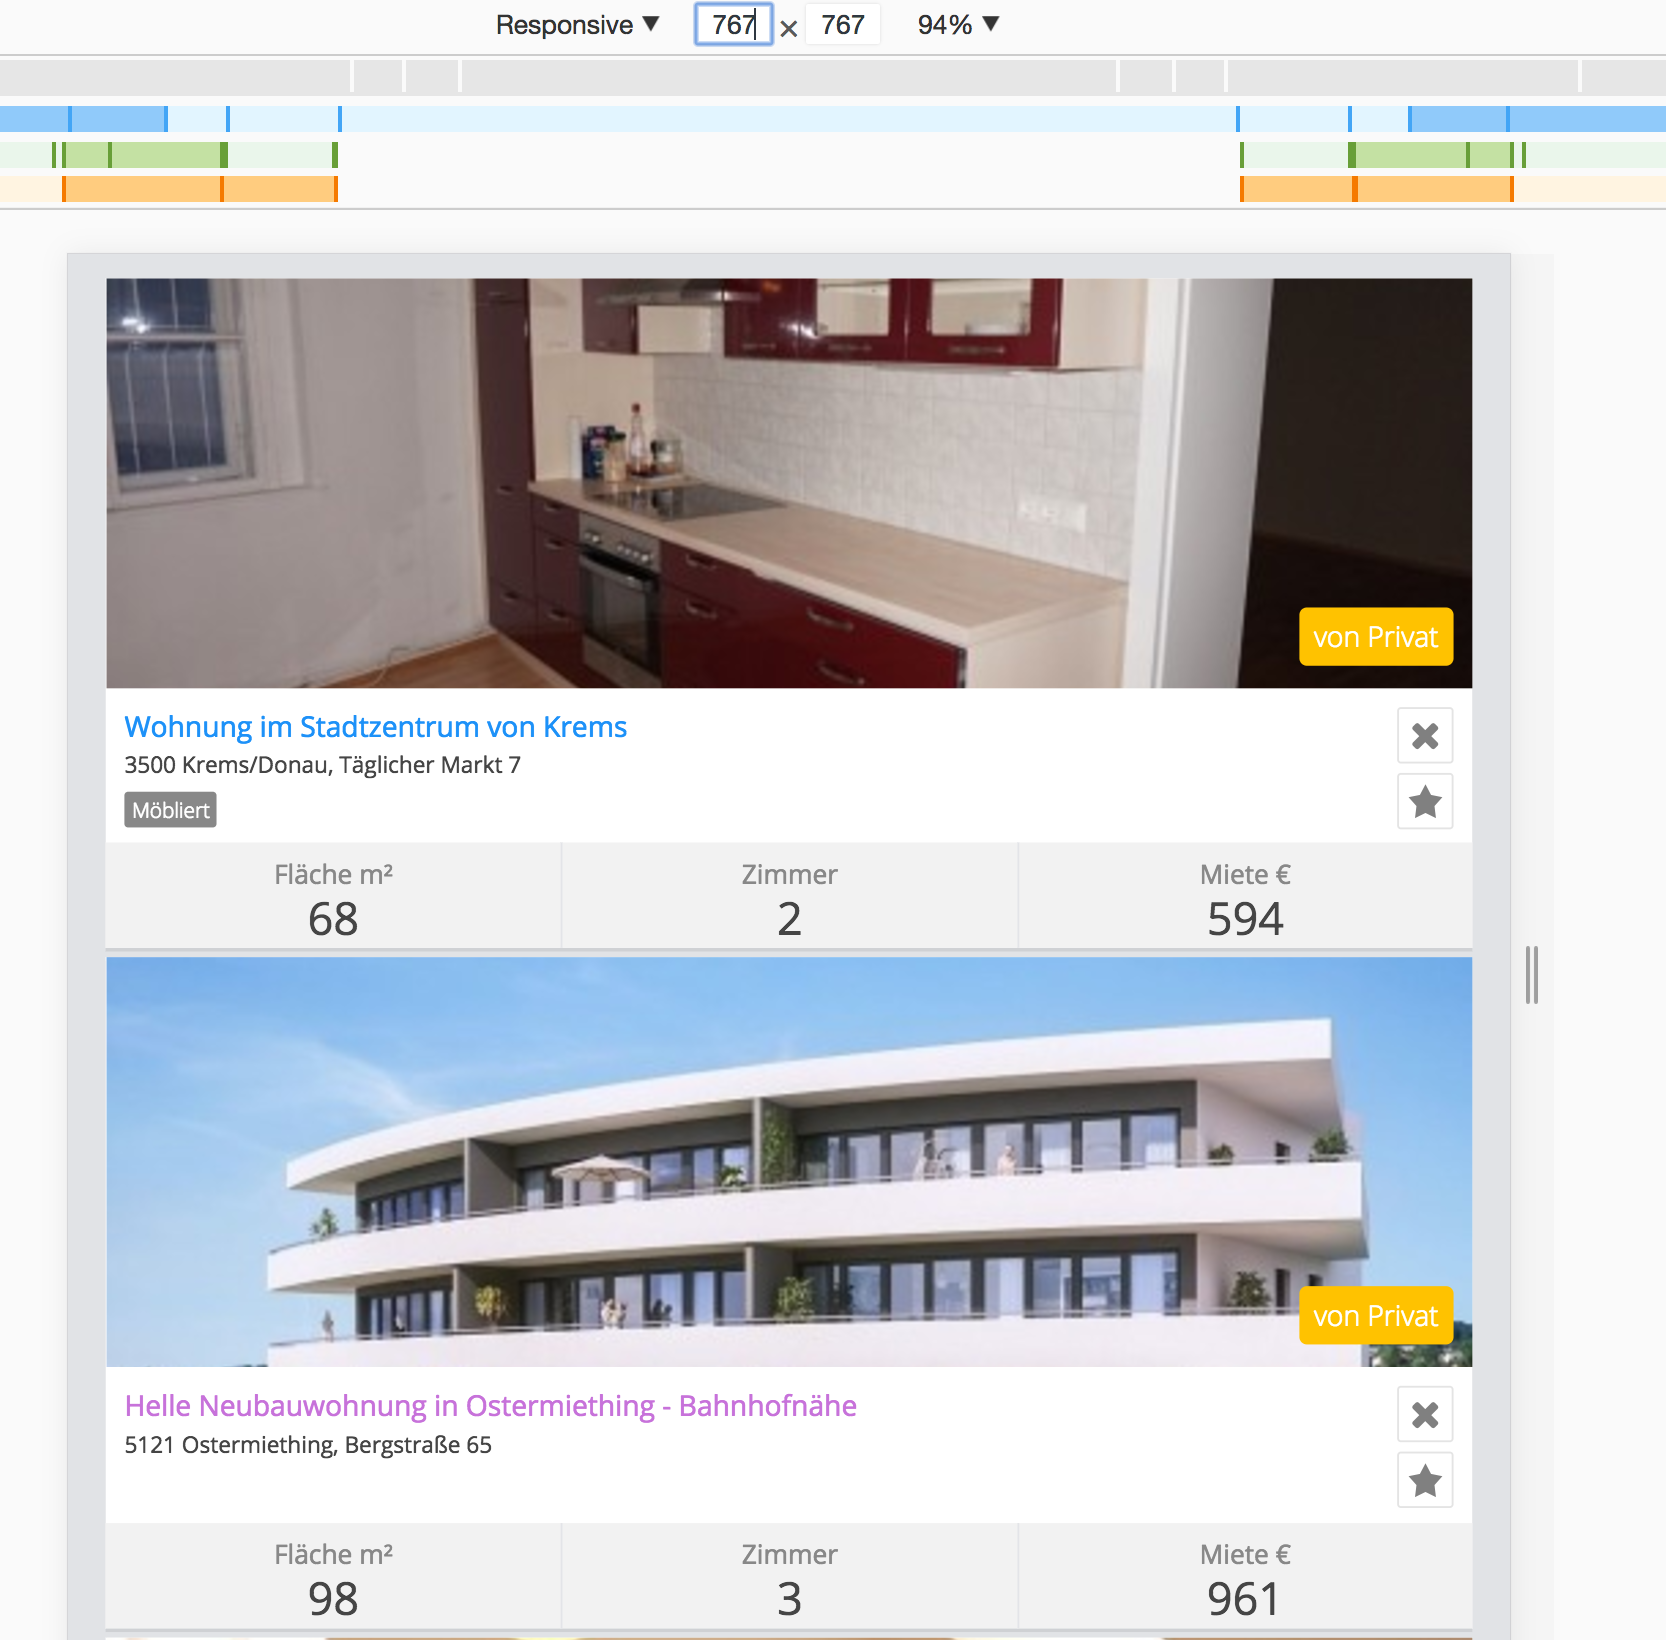 Responsive ▼ 767 × 767 94% ▼
von Privat
Wohnung im Stadtzentrum von Krems
3500 Krems/Donau, Täglicher Markt 7
Möbliert
Fläche m² Zimmer Miete €
68 2 594
von Privat
Helle Neubauwohnung in Ostermiething - Bahnhofnähe
5121 Ostermiething, Bergstraße 65
Fläche m² Zimmer Miete €
98 3 961